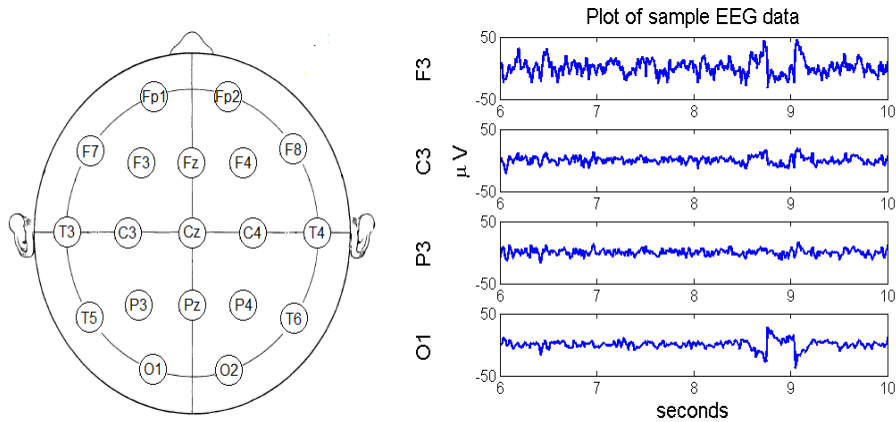 Fp1 Fp2
F7 F3 Fz F4 F8
T3 C3 Cz C4 T4
T5 P3 Pz P4 T6
O1 O2
Plot of sample EEG data
F3
50
-50
6 7 8 9 10
C3
μ V
50
-50
6 7 8 9 10
P3
50
-50
6 7 8 9 10
O1
50
-50
6 7 8 9 10
seconds